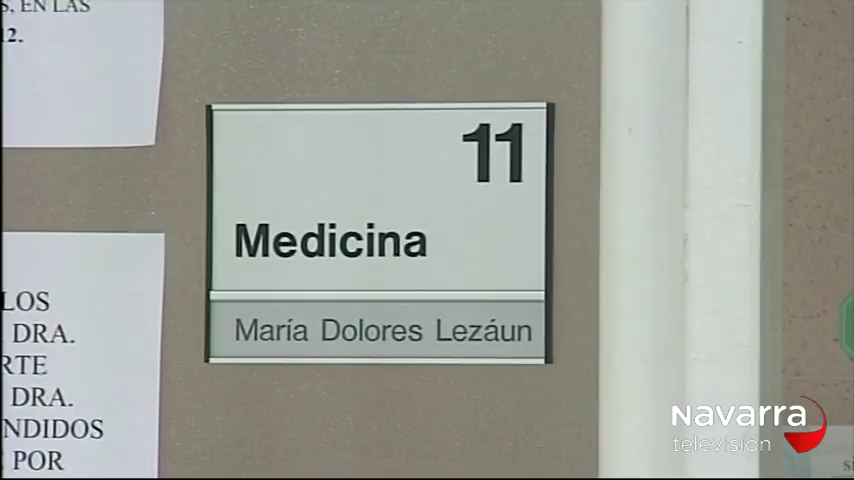 S, EN LAS
12.
11
Medicina
María Dolores Lezáun
LOS
DRA.
RTE
DRA.
NDIDOS
POR
Navarra
televisión